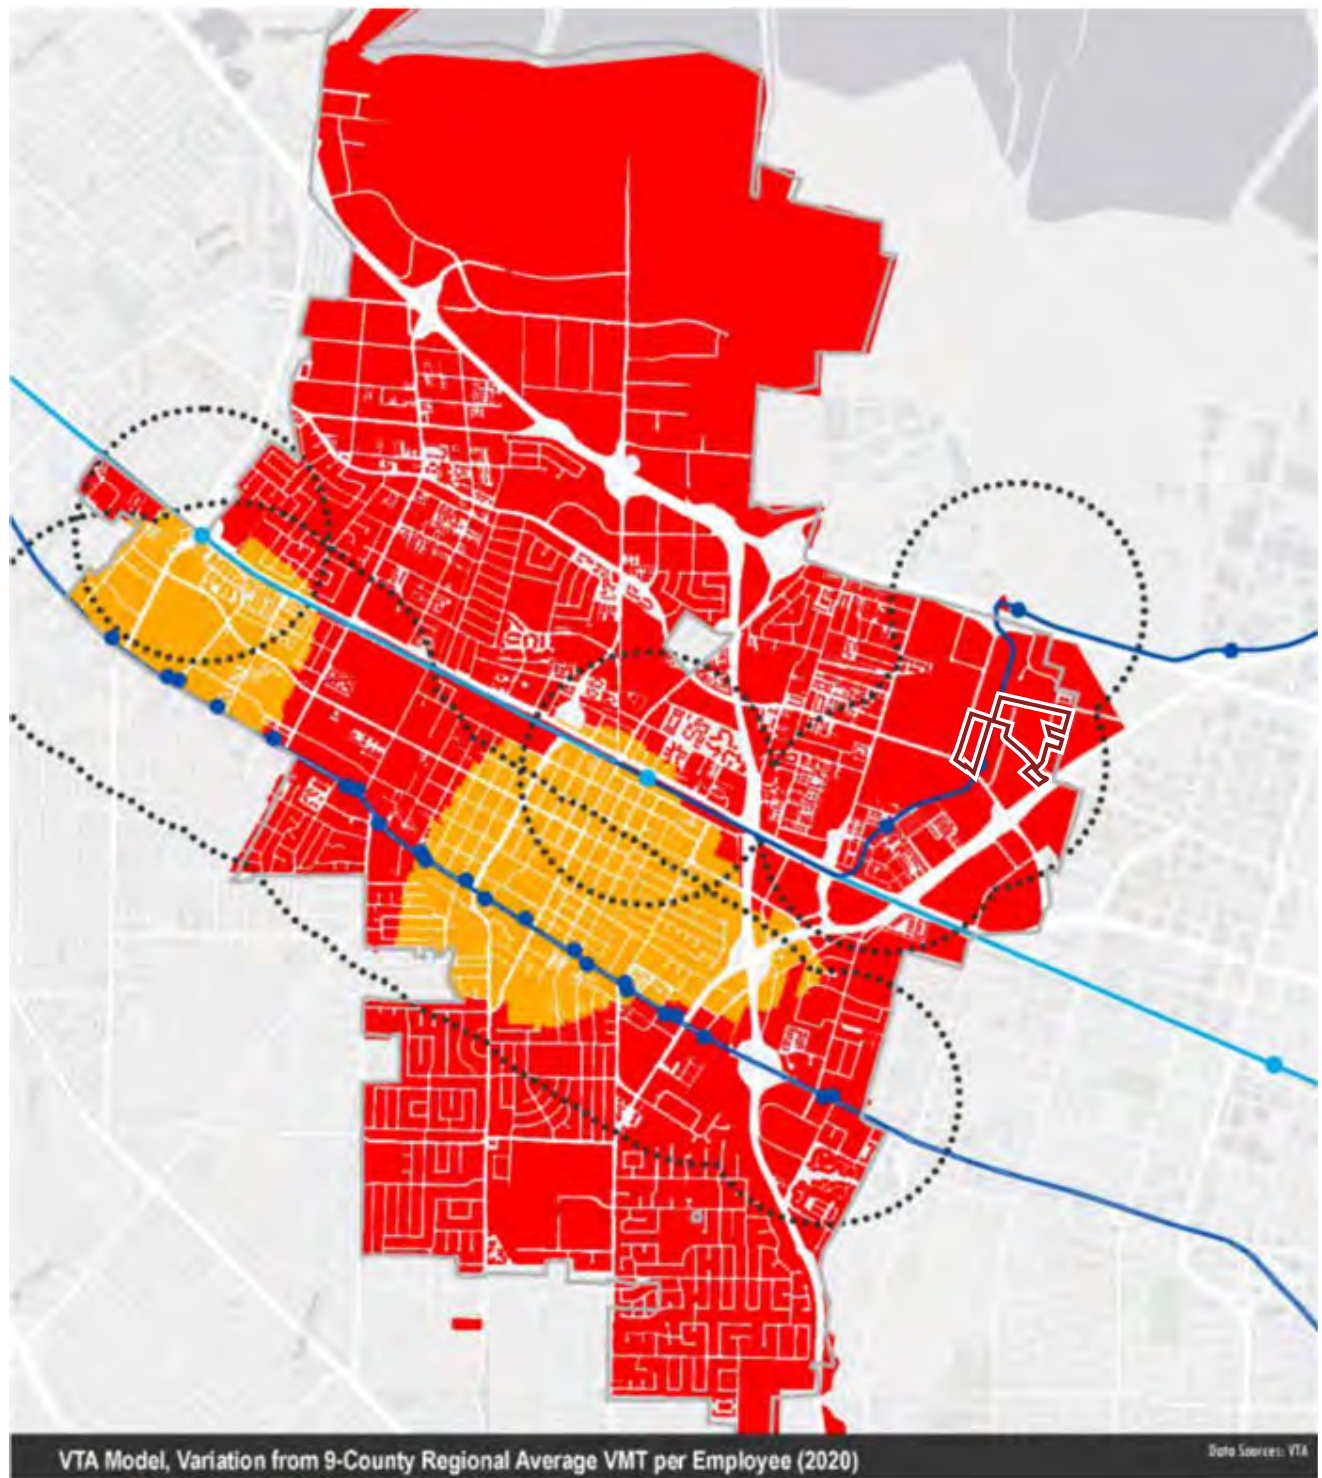 VTA Model, Variation from 9-County Regional Average VMT per Employee (2020)
Data Sources: VTA